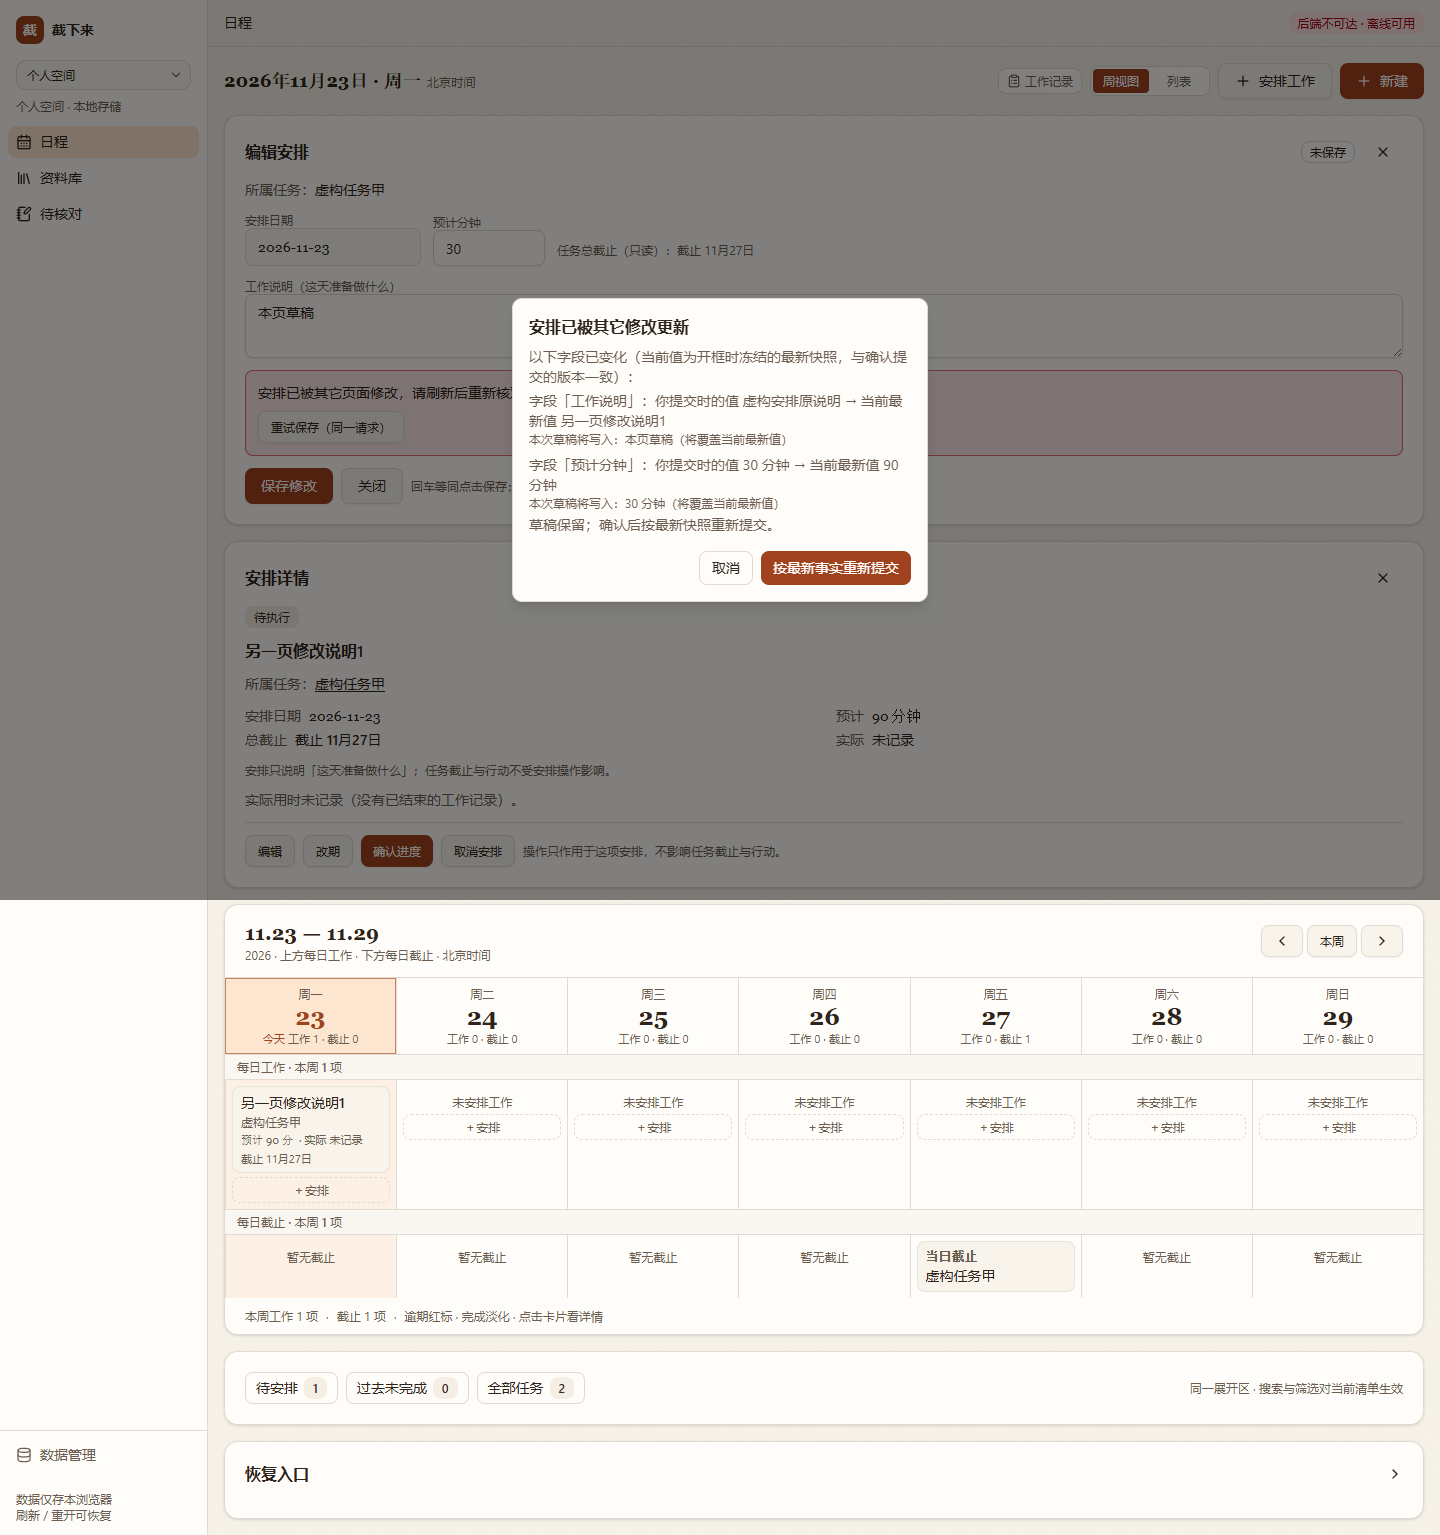 截 截下来
个人空间
个人空间 · 本地存储
日程
资料库
待核对
日程
后端不可达 · 离线可用
2026年11月23日 · 周一 北京时间
工作记录
周视图
列表
+ 安排工作
+ 新建
编辑安排
未保存
所属任务：虚构任务甲
安排日期
2026-11-23
预计分钟
30
任务总截止（只读）：截止 11月27日
工作说明（这天准备做什么）
本页草稿
安排已被其它页面修改，请刷新后重新核
重试保存（同一请求）
保存修改
关闭
回车等同点击保存；
安排已被其它修改更新
以下字段已变化（当前值为开框时冻结的最新快照，与确认提
交的版本一致）：
字段「工作说明」：你提交时的值 虚构安排原说明 → 当前最
新值 另一页修改说明1
本次草稿将写入：本页草稿（将覆盖当前最新值）
字段「预计分钟」：你提交时的值 30 分钟 → 当前最新值 90
分钟
本次草稿将写入：30 分钟（将覆盖当前最新值）
草稿保留；确认后按最新快照重新提交。
取消
按最新事实重新提交
安排详情
待执行
另一页修改说明1
所属任务：虚构任务甲
安排日期 2026-11-23
预计 90 分钟
总截止 截止 11月27日
实际 未记录
安排只说明「这天准备做什么」；任务截止与行动不受安排操作影响。
实际用时未记录（没有已结束的工作记录）。
编辑
改期
确认进度
取消安排
操作只作用于这项安排，不影响任务截止与行动。
11.23 — 11.29
2026 · 上方每日工作 · 下方每日截止 · 北京时间
本周
周一
23
今天 工作 1 · 截止 0
周二
24
工作 0 · 截止 0
周三
25
工作 0 · 截止 0
周四
26
工作 0 · 截止 0
周五
27
工作 0 · 截止 1
周六
28
工作 0 · 截止 0
周日
29
工作 0 · 截止 0
每日工作 · 本周 1 项
另一页修改说明1
虚构任务甲
预计 90 分 · 实际 未记录
截止 11月27日
+ 安排
未安排工作
+ 安排
未安排工作
+ 安排
未安排工作
+ 安排
未安排工作
+ 安排
未安排工作
+ 安排
未安排工作
+ 安排
每日截止 · 本周 1 项
暂无截止
暂无截止
暂无截止
暂无截止
当日截止
虚构任务甲
暂无截止
暂无截止
本周工作 1 项 · 截止 1 项 · 逾期红标 · 完成淡化 · 点击卡片看详情
待安排 1
过去未完成 0
全部任务 2
同一展开区 · 搜索与筛选对当前清单生效
恢复入口
数据管理
数据仅存本浏览器
刷新 / 重开可恢复